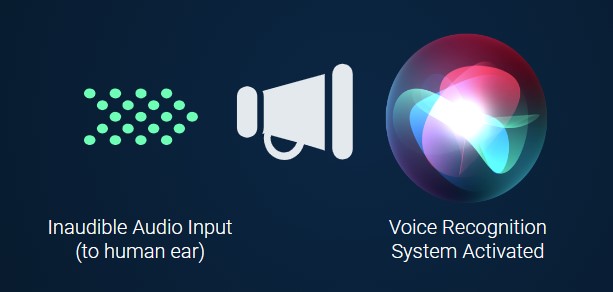 Inaudible Audio Input
(to human ear)
Voice Recognition
System Activated